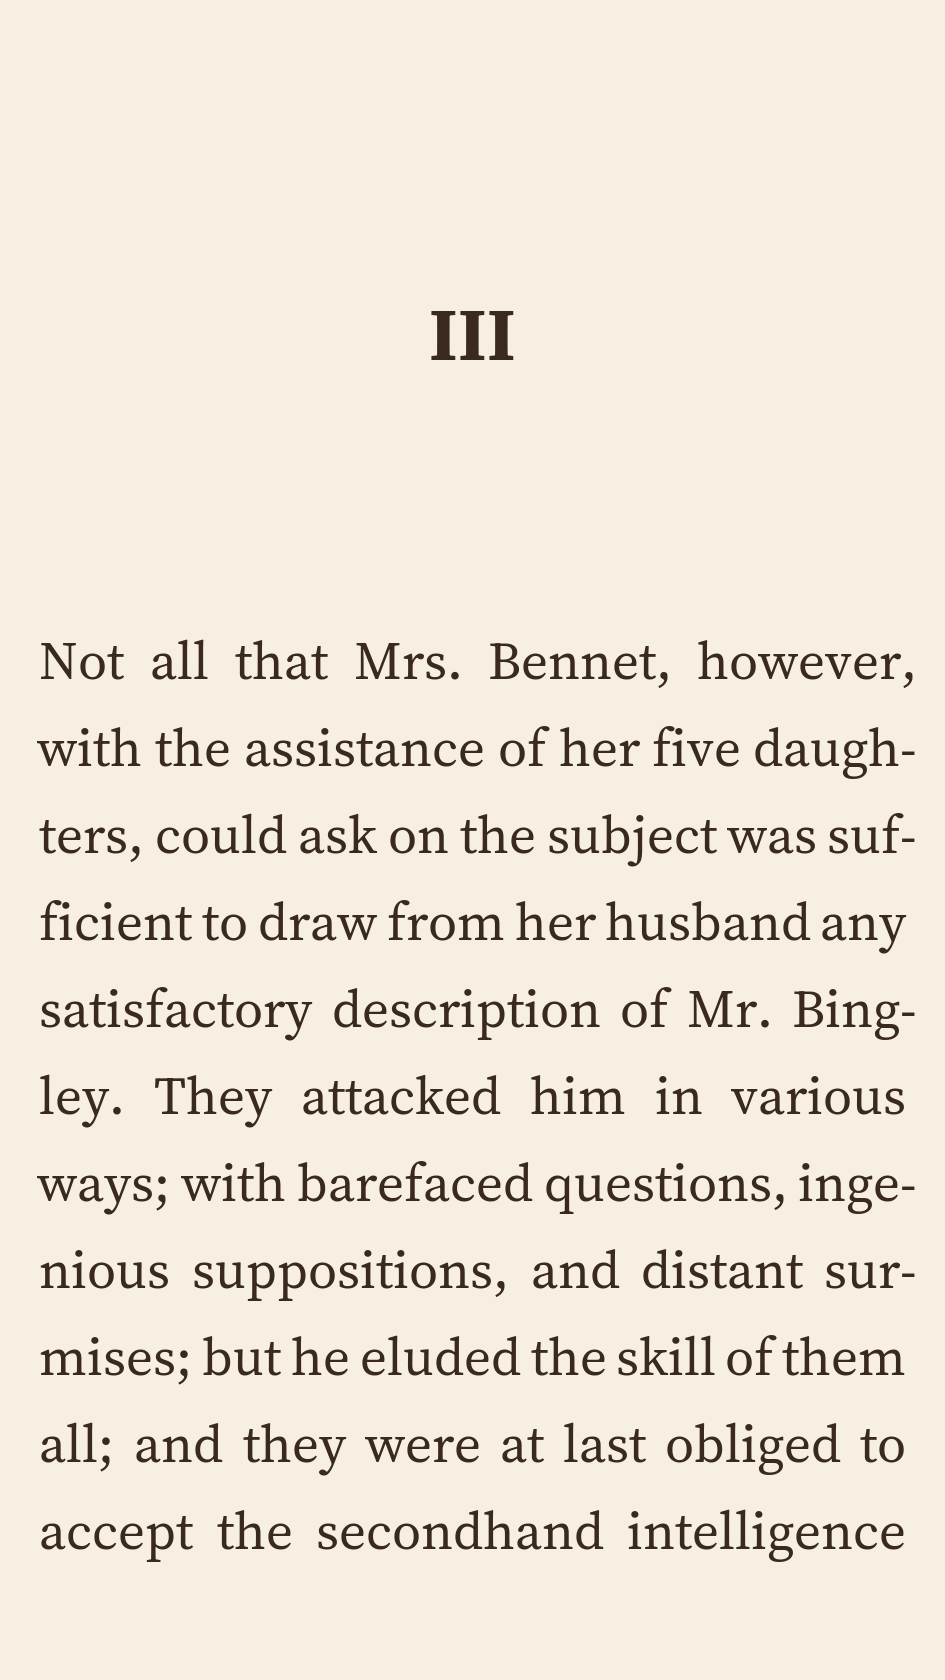 III
Not all that Mrs. Bennet, however,
with the assistance of her five daugh-
ters, could ask on the subject was suf-
ficient to draw from her husband any
satisfactory description of Mr. Bing-
ley. They attacked him in various
ways; with barefaced questions, inge-
nious suppositions, and distant sur-
mises; but he eluded the skill of them
all; and they were at last obliged to
accept the secondhand intelligence